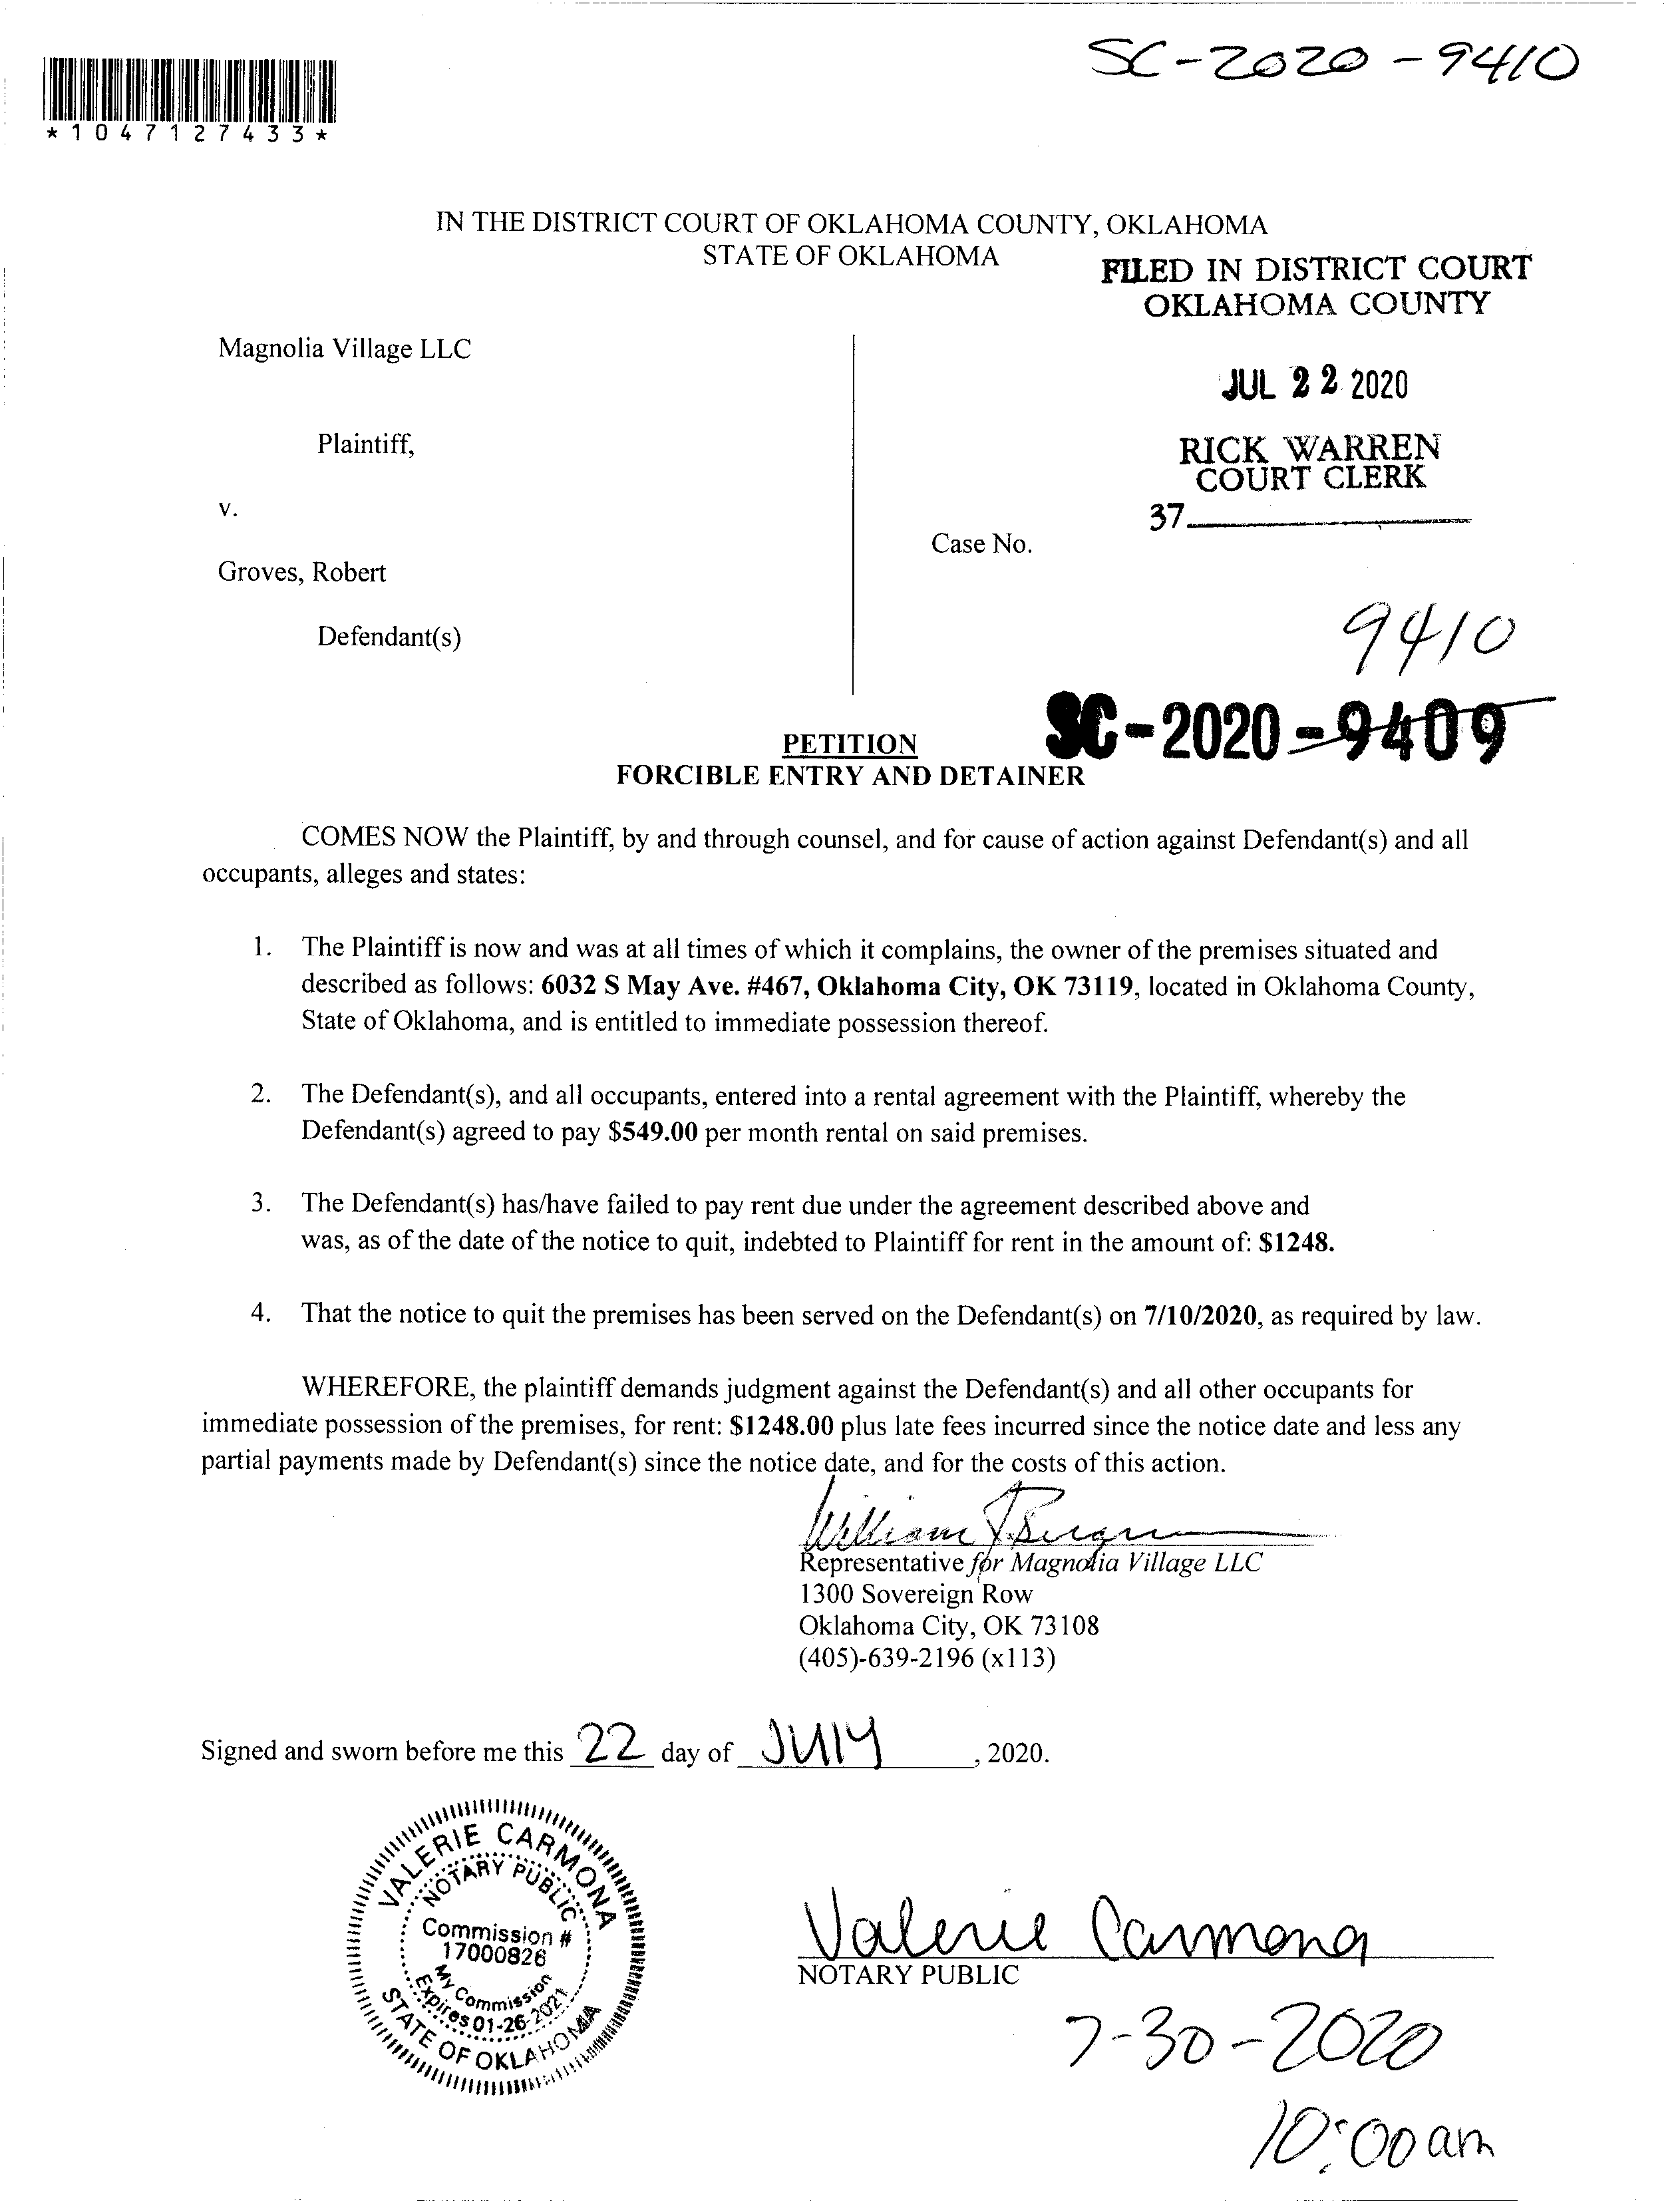 SC-2020-9410
*1047127433*
IN THE DISTRICT COURT OF OKLAHOMA COUNTY, OKLAHOMA
STATE OF OKLAHOMA
FILED IN DISTRICT COURT
OKLAHOMA COUNTY
Magnolia Village LLC
JUL 22 2020
Plaintiff,
RICK WARREN
COURT CLERK
v.
37
Case No.
Groves, Robert
Defendant(s)
9410
SC-2020-9409
PETITION
FORCIBLE ENTRY AND DETAINER
COMES NOW the Plaintiff, by and through counsel, and for cause of action against Defendant(s) and all
occupants, alleges and states:
1. The Plaintiff is now and was at all times of which it complains, the owner of the premises situated and
described as follows: 6032 S May Ave. #467, Oklahoma City, OK 73119, located in Oklahoma County,
State of Oklahoma, and is entitled to immediate possession thereof.
2. The Defendant(s), and all occupants, entered into a rental agreement with the Plaintiff, whereby the
Defendant(s) agreed to pay $549.00 per month rental on said premises.
3. The Defendant(s) has/have failed to pay rent due under the agreement described above and
was, as of the date of the notice to quit, indebted to Plaintiff for rent in the amount of: $1248.
4. That the notice to quit the premises has been served on the Defendant(s) on 7/10/2020, as required by law.
WHEREFORE, the plaintiff demands judgment against the Defendant(s) and all other occupants for
immediate possession of the premises, for rent: $1248.00 plus late fees incurred since the notice date and less any
partial payments made by Defendant(s) since the notice date, and for the costs of this action.
William J
Representative for Magnolia Village LLC
1300 Sovereign Row
Oklahoma City, OK 73108
(405)-639-2196 (x113)
Signed and sworn before me this 22 day of JUly, 2020.
VALERIE CARMONA
NOTARY PUBLIC
Commission #
17000826
My Commission
Expires 01-26-2021
STATE OF OKLAHOMA
Valerie Carmona
NOTARY PUBLIC
7-30-2020
10:00am